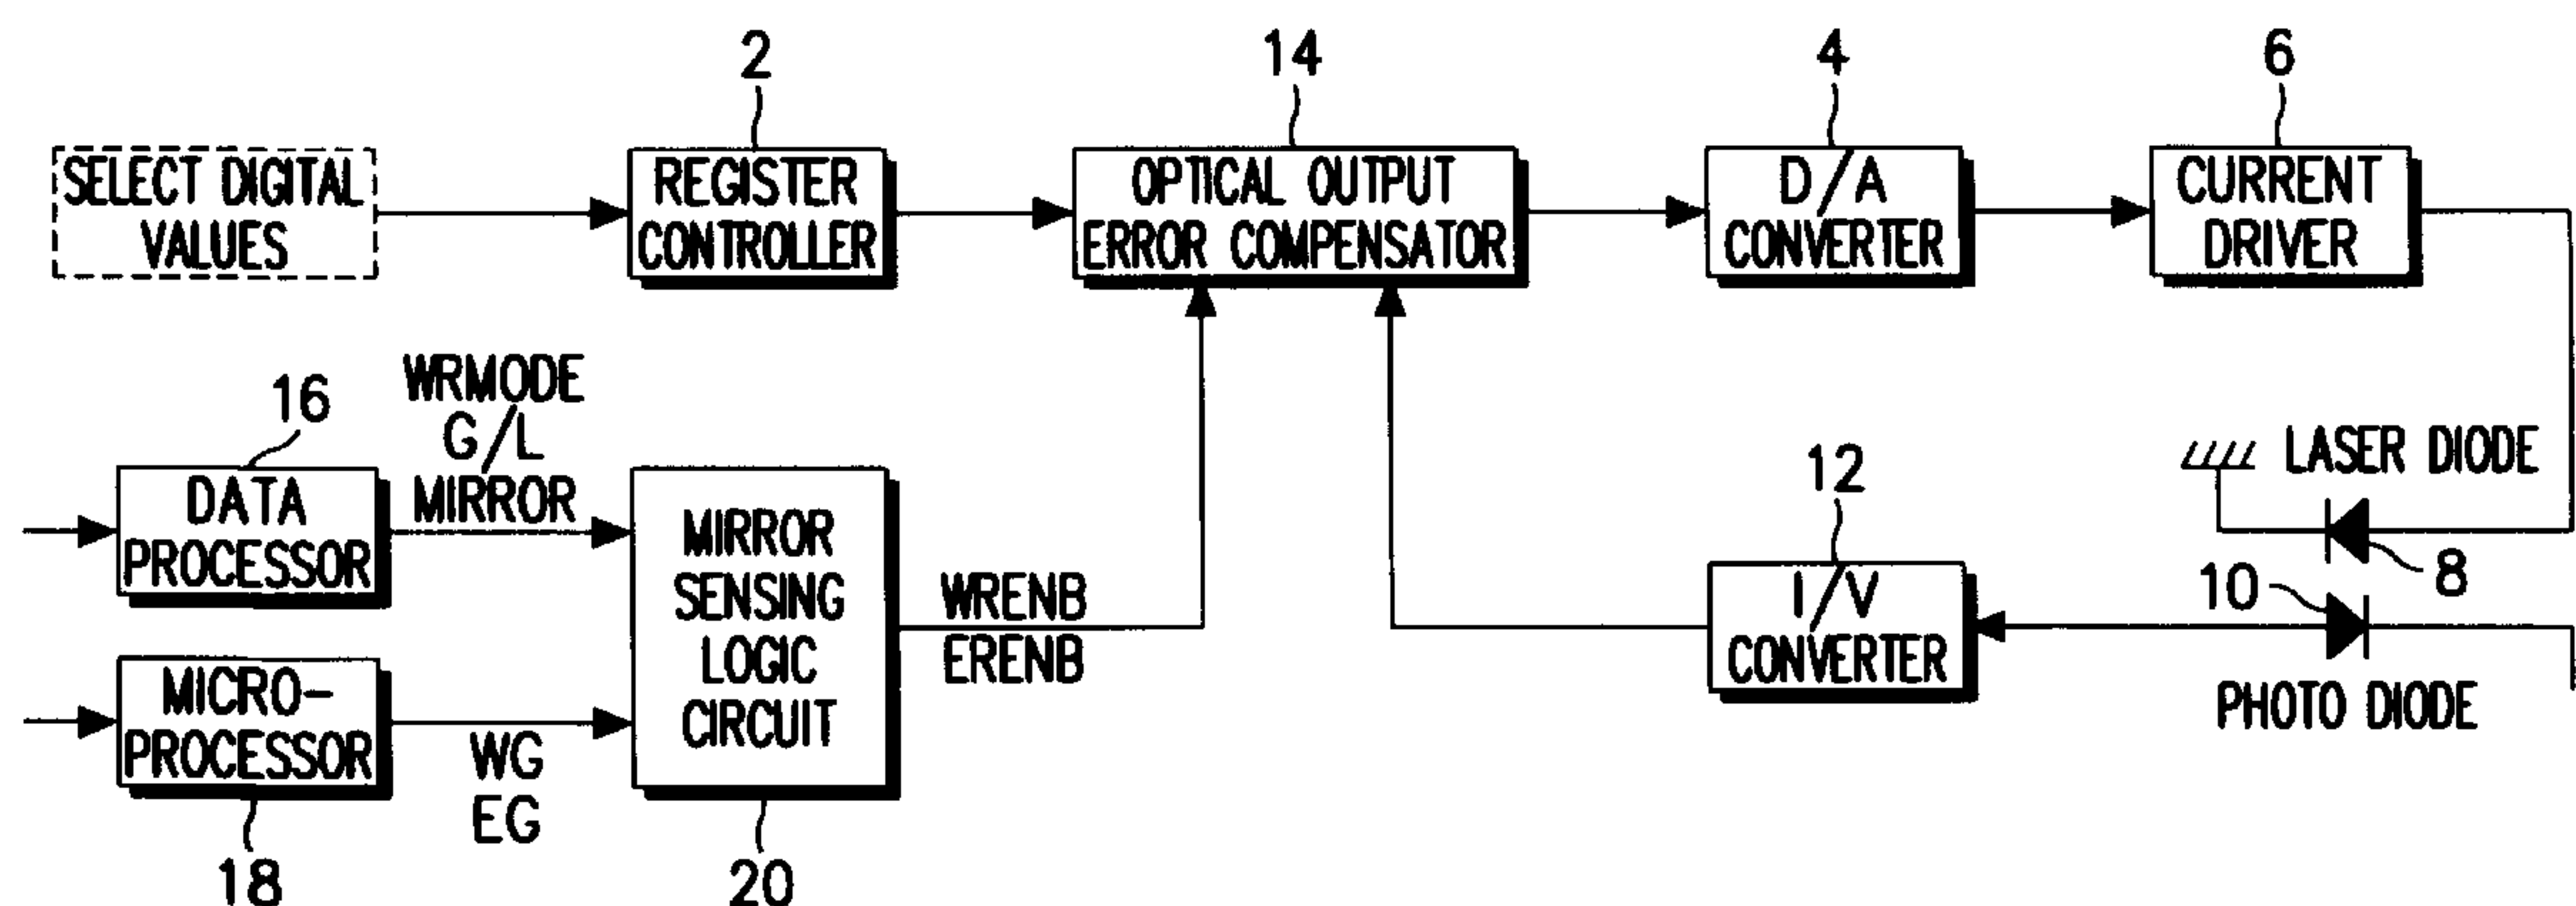 2
14
4
6
SELECT DIGITAL
VALUES
REGISTER
CONTROLLER
OPTICAL OUTPUT
ERROR COMPENSATOR
D/A
CONVERTER
CURRENT
DRIVER
16
WRMODE
G/L
MIRROR
DATA
PROCESSOR
MIRROR
SENSING
LOGIC
CIRCUIT
WRENB
ERENB
MICRO-
PROCESSOR
WG
EG
18
20
12
I/V
CONVERTER
LASER DIODE
8
10
PHOTO DIODE